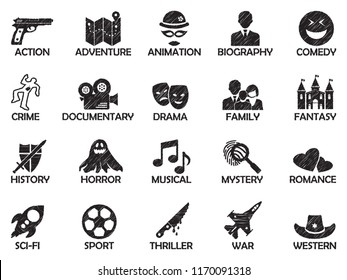 ACTION ADVENTURE ANIMATION BIOGRAPHY COMEDY
CRIME DOCUMENTARY DRAMA FAMILY FANTASY
HISTORY HORROR MUSICAL MYSTERY ROMANCE
SCI-FI SPORT THRILLER WAR WESTERN
shutterstock.com · 1170091318